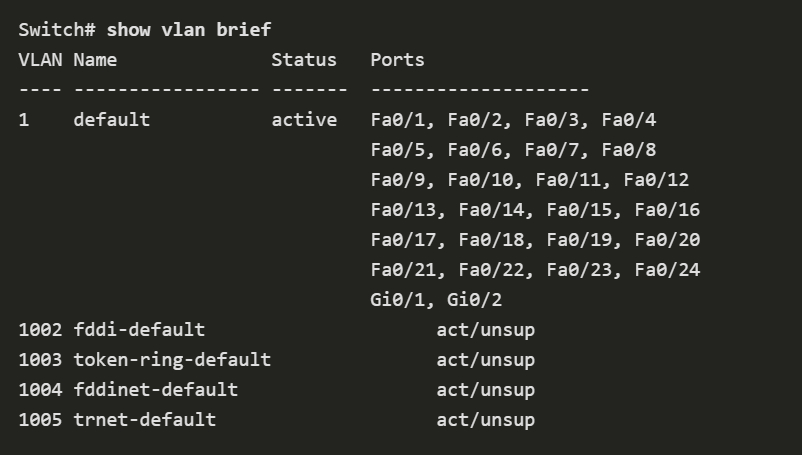 Switch# show vlan brief
VLAN Name              Status   Ports
---- ----------------- -------  --------------------
1    default           active   Fa0/1, Fa0/2, Fa0/3, Fa0/4
                                Fa0/5, Fa0/6, Fa0/7, Fa0/8
                                Fa0/9, Fa0/10, Fa0/11, Fa0/12
                                Fa0/13, Fa0/14, Fa0/15, Fa0/16
                                Fa0/17, Fa0/18, Fa0/19, Fa0/20
                                Fa0/21, Fa0/22, Fa0/23, Fa0/24
                                Gi0/1, Gi0/2
1002 fddi-default                     act/unsup
1003 token-ring-default               act/unsup
1004 fddinet-default                  act/unsup
1005 trnet-default                    act/unsup